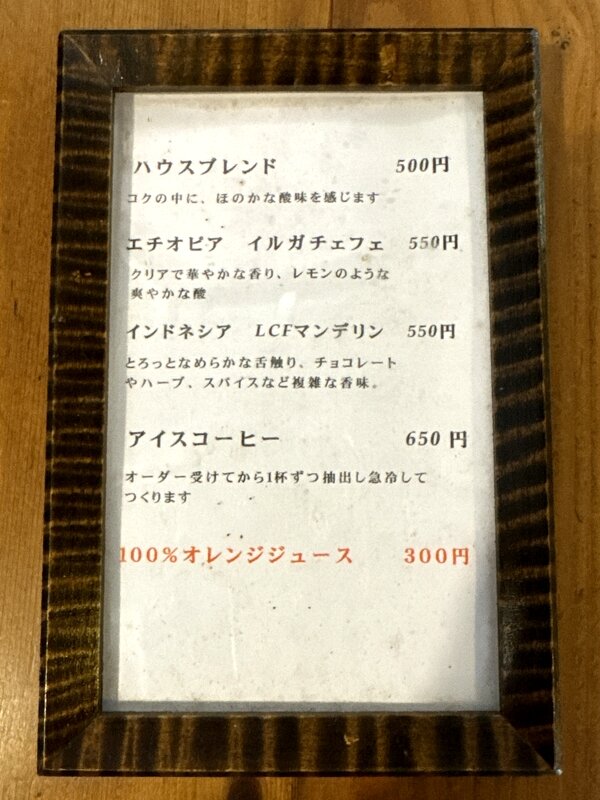 ハウスブレンド 500円
コクの中に、ほのかな酸味を感じます
エチオピア イルガチェフェ 550円
クリアで華やかな香り、レモンのような
爽やかな酸
インドネシア LCFマンデリン 550円
とろっとなめらかな舌触り、チョコレート
やハーブ、スパイスなど複雑な香味。
アイスコーヒー 650円
オーダー受けてから1杯ずつ抽出し急冷して
つくります
100%オレンジジュース 300円